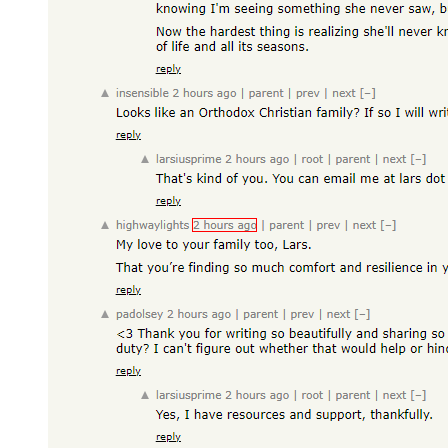 knowing I'm seeing something she never saw, b
Now the hardest thing is realizing she'll never kn
of life and all its seasons.
reply
▲ insensible 2 hours ago | parent | prev | next [–]
Looks like an Orthodox Christian family? If so I will writ
reply
▲ larsiusprime 2 hours ago | root | parent | next [–]
That's kind of you. You can email me at lars dot
reply
▲ highwaylights 2 hours ago | parent | prev | next [–]
My love to your family too, Lars.
That you’re finding so much comfort and resilience in y
reply
▲ padolsey 2 hours ago | parent | prev | next [–]
<3 Thank you for writing so beautifully and sharing so
duty? I can't figure out whether that would help or hind
reply
▲ larsiusprime 2 hours ago | root | parent | next [–]
Yes, I have resources and support, thankfully.
reply